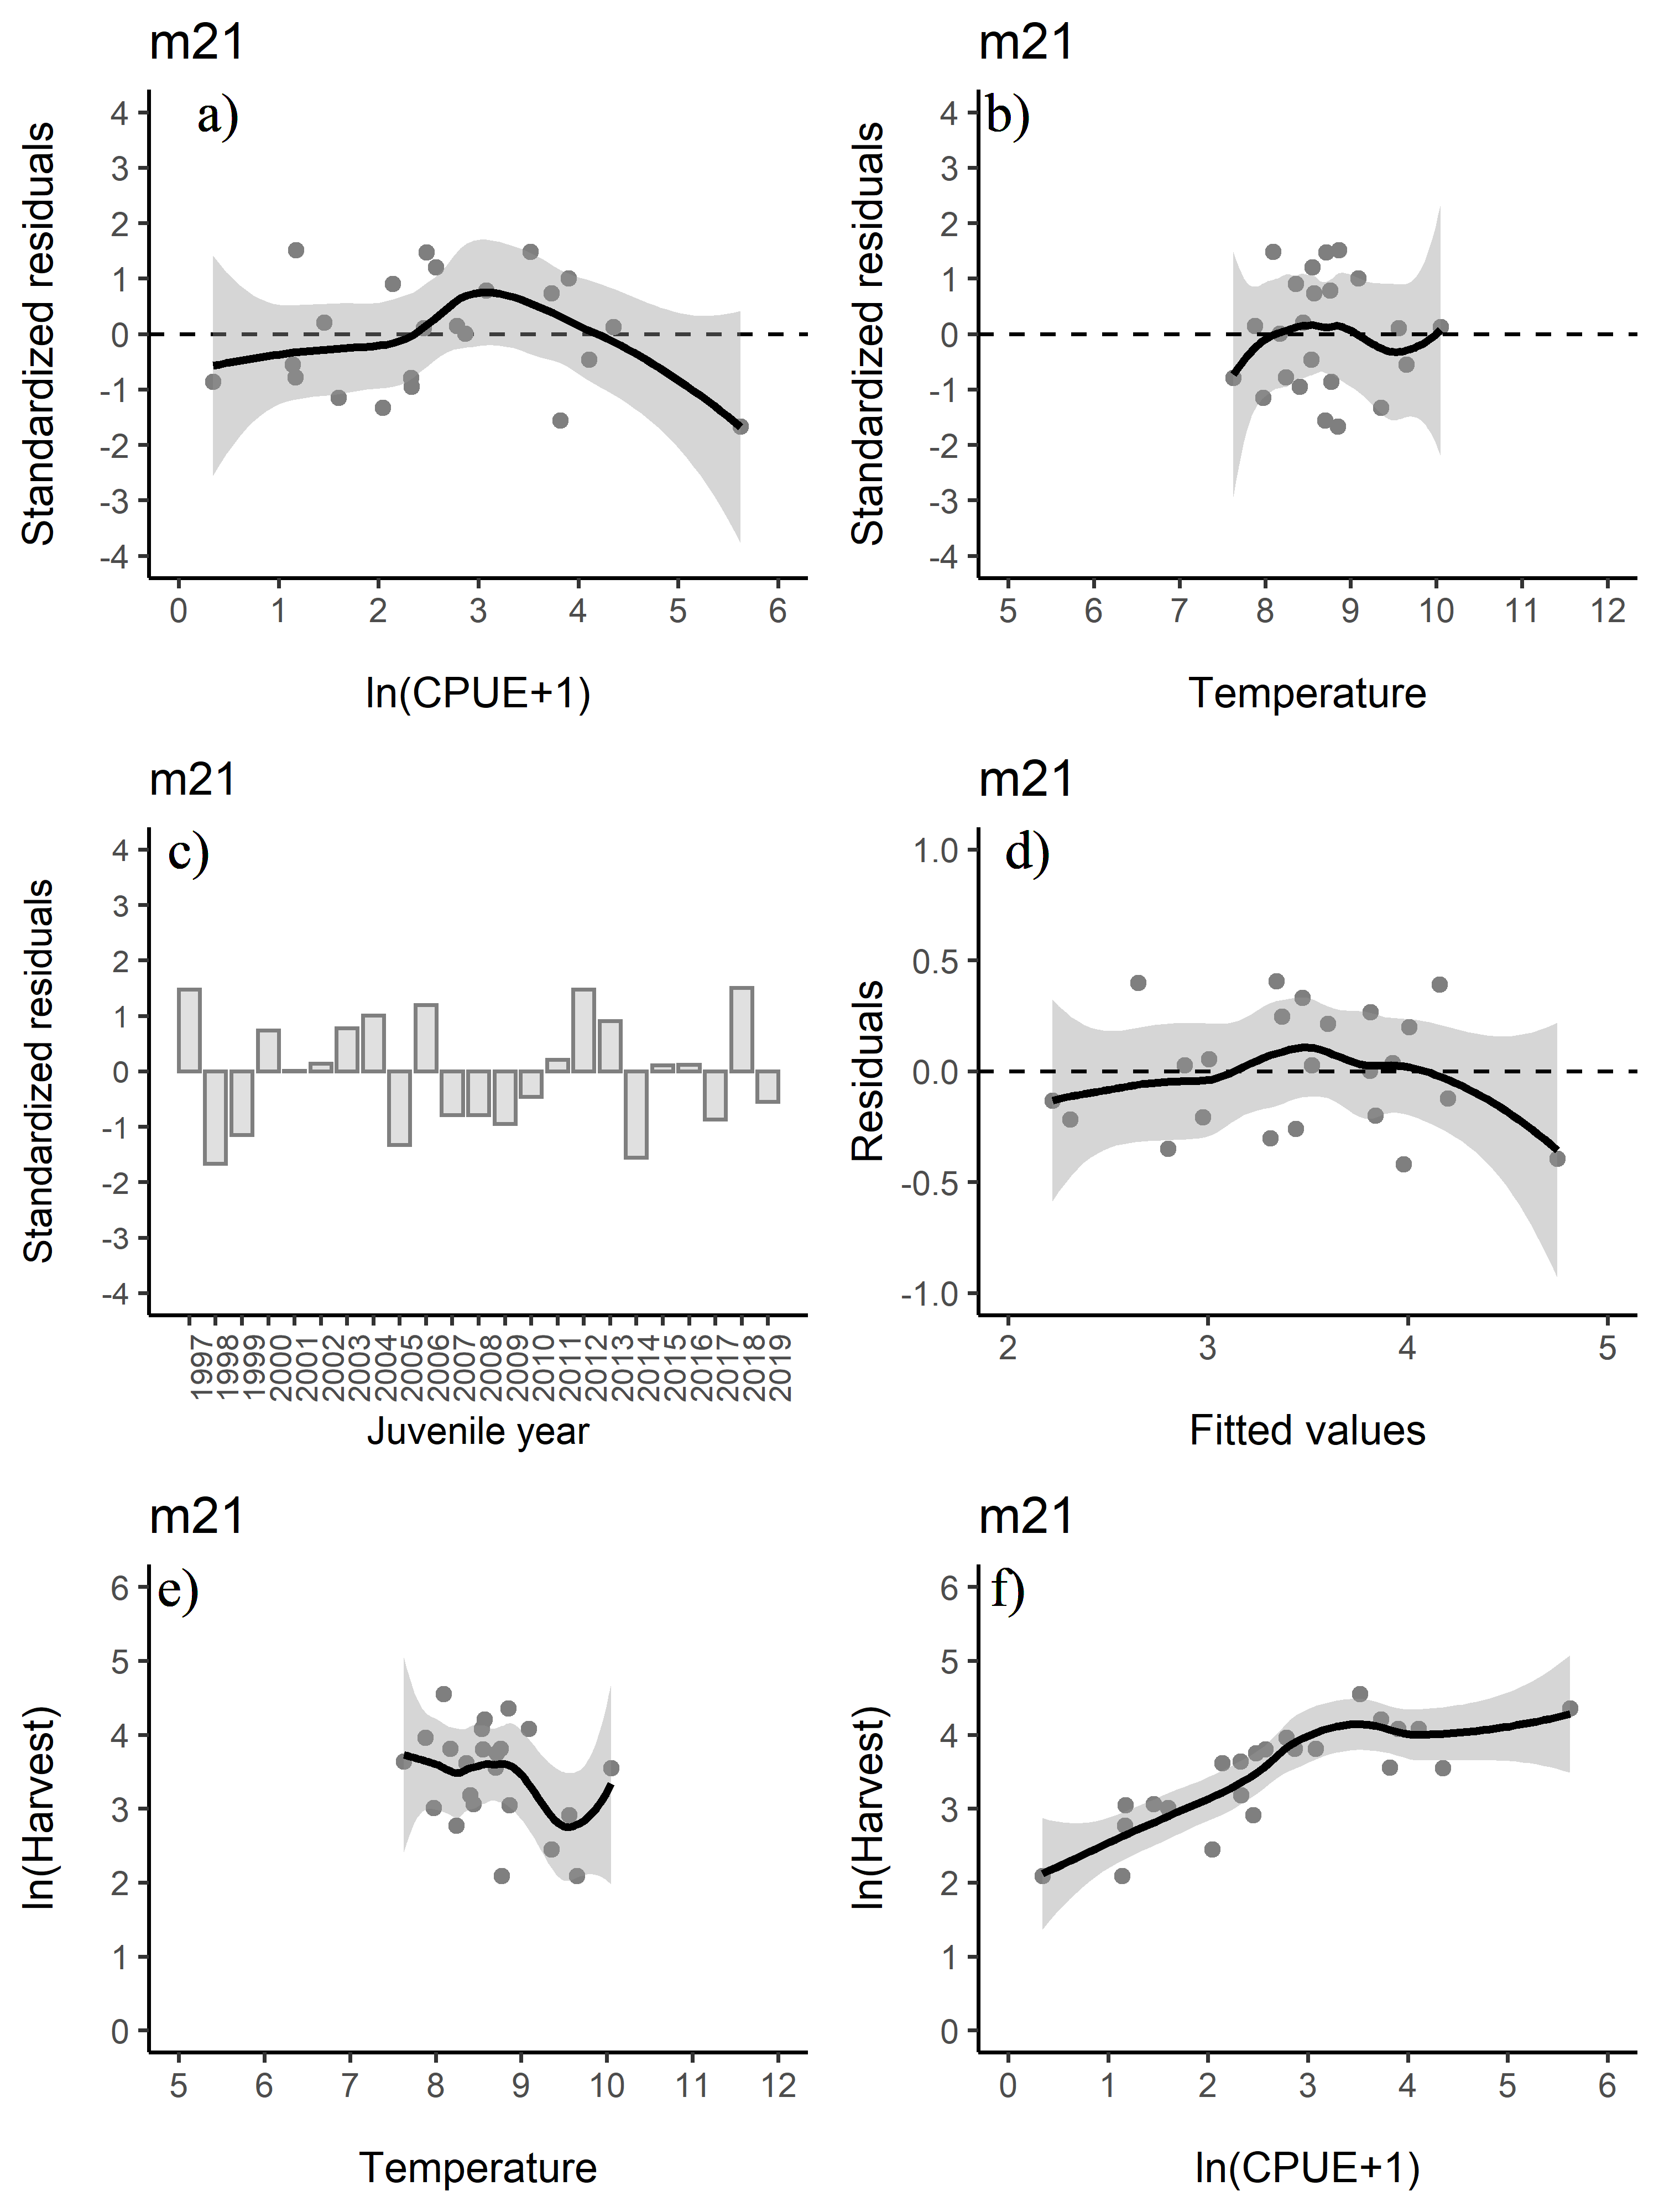 m21
a)
Standardized residuals
4
3
2
1
0
-1
-2
-3
-4
0 1 2 3 4 5 6
ln(CPUE+1)
m21
b)
Standardized residuals
4
3
2
1
0
-1
-2
-3
-4
5 6 7 8 9 10 11 12
Temperature
m21
c)
Standardized residuals
4
3
2
1
0
-1
-2
-3
-4
1997 1998 1999 2000 2001 2002 2003 2004 2005 2006 2007 2008 2009 2010 2011 2012 2013 2014 2015 2016 2017 2018 2019
Juvenile year
m21
d)
Residuals
1.0
0.5
0.0
-0.5
-1.0
2 3 4 5
Fitted values
m21
e)
ln(Harvest)
6
5
4
3
2
1
0
5 6 7 8 9 10 11 12
Temperature
m21
f)
ln(Harvest)
6
5
4
3
2
1
0
0 1 2 3 4 5 6
ln(CPUE+1)